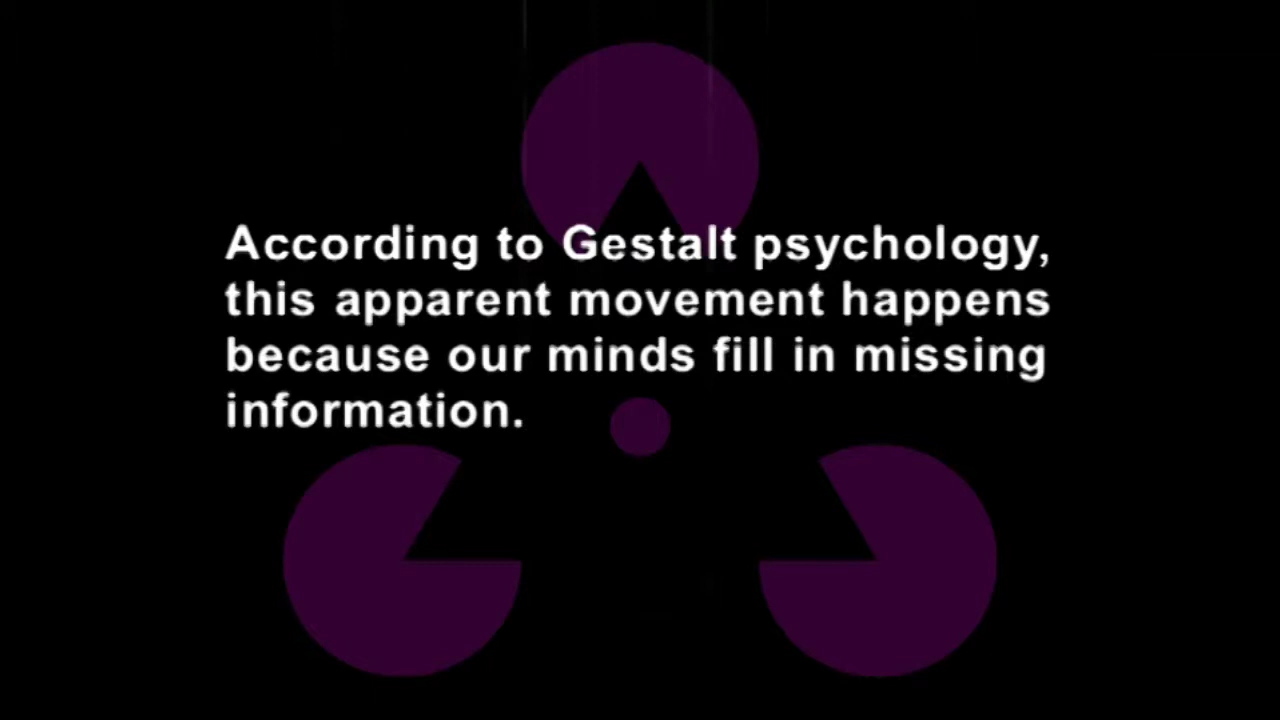 According to Gestalt psychology,
this apparent movement happens
because our minds fill in missing
information.